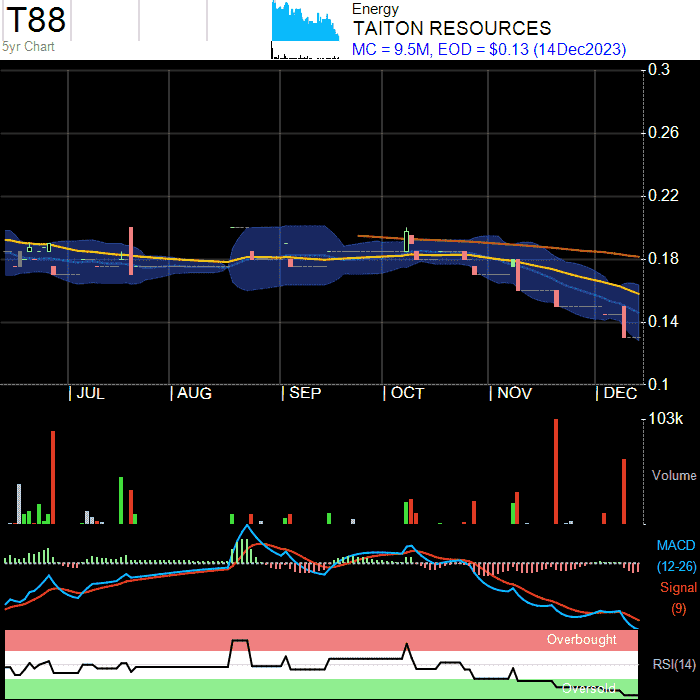 T88
5yr Chart
Energy
TAITON RESOURCES
MC = 9.5M, EOD = $0.13 (14Dec2023)
0.3
0.26
0.22
0.18
0.14
0.1
JUL AUG SEP OCT NOV DEC
103k
Volume
MACD
(12-26)
Signal
(9)
Overbought
RSI(14)
Oversold